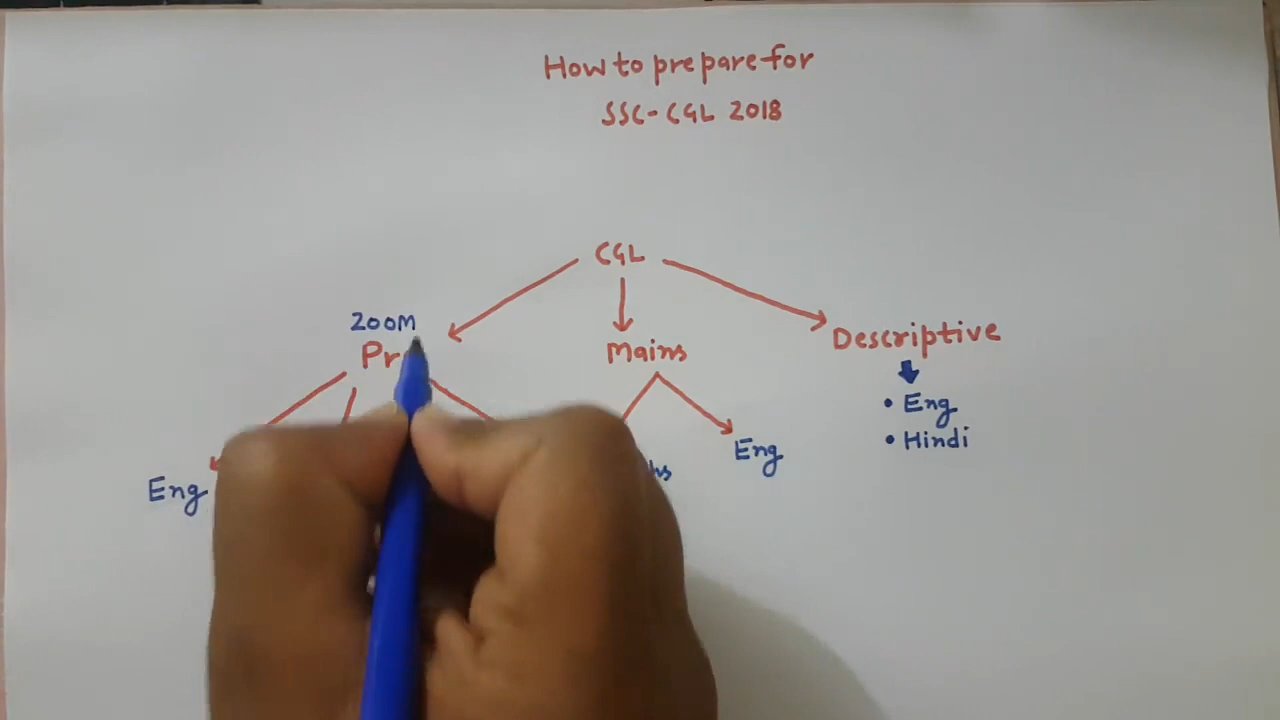 How to prepare for
SSC-CGL 2018
CGL
200M
Mains
Descriptive
• Eng
• Hindi
Eng
Eng